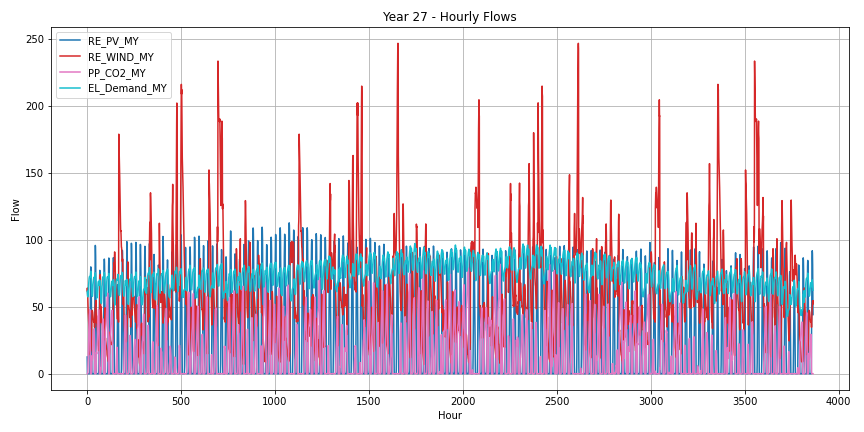 Year 27 - Hourly Flows
RE_PV_MY
RE_WIND_MY
PP_CO2_MY
EL_Demand_MY
250
200
150
100
50
0
Flow
0 500 1000 1500 2000 2500 3000 3500 4000
Hour